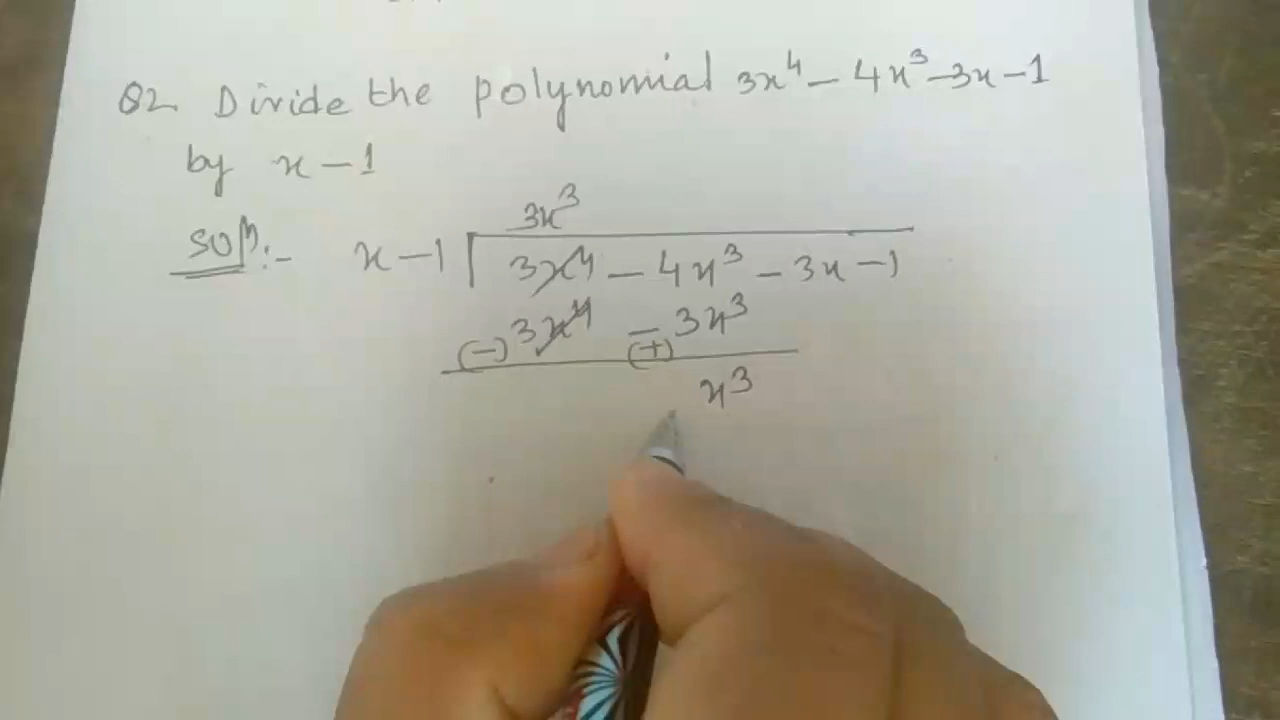 Q2 Divide the polynomial 3x⁴ - 4x³ - 3x - 1
by x - 1
Solⁿ:-
3x³
x - 1 3x⁴ - 4x³ - 3x - 1
(-) 3x⁴ - (+) 3x³
x³